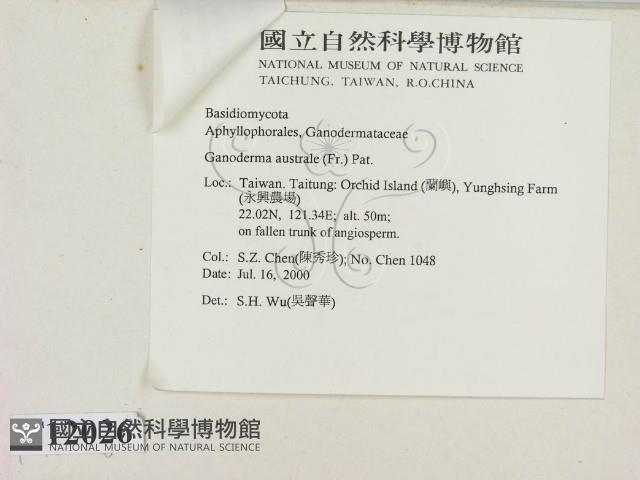 國立自然科學博物館
NATIONAL MUSEUM OF NATURAL SCIENCE
TAICHUNG, TAIWAN, R.O.CHINA
Basidiomycota
Aphyllophorales, Ganodermataceae
Ganoderma australe (Fr.) Pat.
Loc.: Taiwan. Taitung: Orchid Island (蘭嶼), Yunghsing Farm
(永興農場)
22.02N, 121.34E; alt. 50m;
on fallen trunk of angiosperm.
Col.: S.Z. Chen(陳秀珍); No. Chen 1048
Date: Jul. 16, 2000
Det.: S.H. Wu(吳聲華)
12026
國立自然科學博物館
NATIONAL MUSEUM OF NATURAL SCIENCE